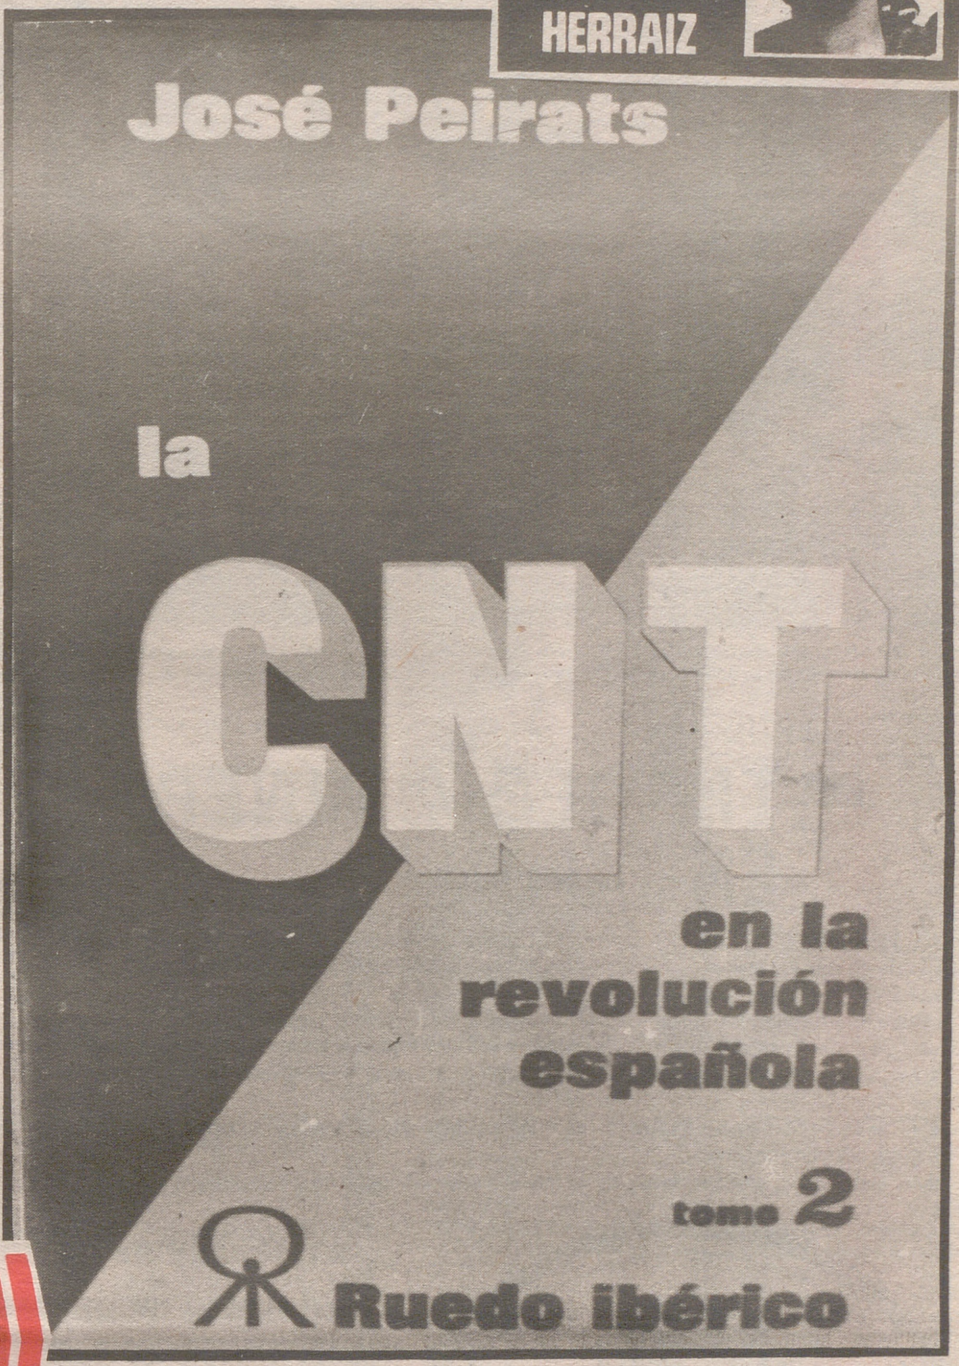 HERRAIZ
José Peirats
la
CNT
en la
revolución
española
tomo 2
Ruedo ibérico